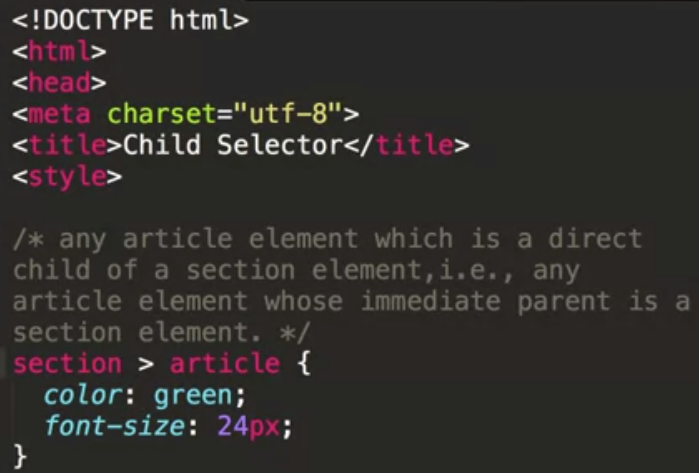 <!DOCTYPE html>
<html>
<head>
<meta charset="utf-8">
<title>Child Selector</title>
<style>
/* any article element which is a direct
child of a section element,i.e., any
article element whose immediate parent is a
section element. */
section > article {
color: green;
font-size: 24px;
}